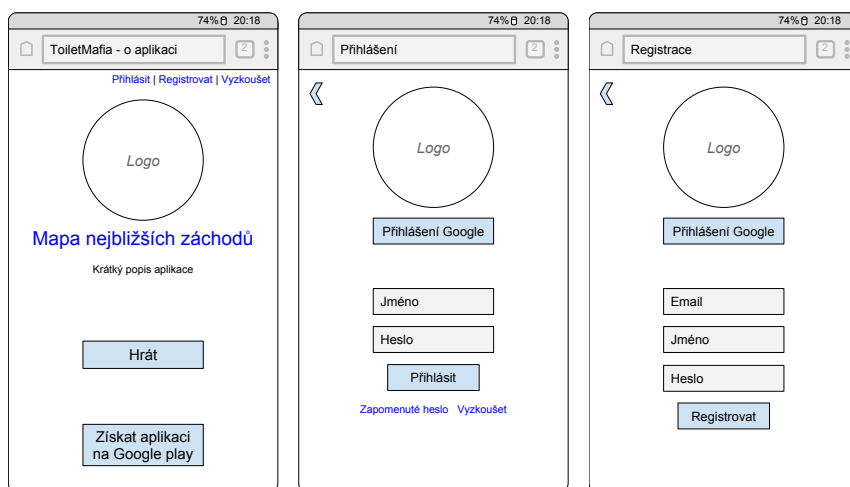 74% 20:18
ToiletMafia - o aplikaci
2
Přihlásit | Registrovat | Vyzkoušet
Logo
Mapa nejbližších záchodů
Krátký popis aplikace
Hrát
Získat aplikaci
na Google play
74% 20:18
Přihlášení
2
Logo
Přihlášení Google
Jméno
Heslo
Přihlásit
Zapomenuté heslo Vyzkoušet
74% 20:18
Registrace
2
Logo
Přihlášení Google
Email
Jméno
Heslo
Registrovat